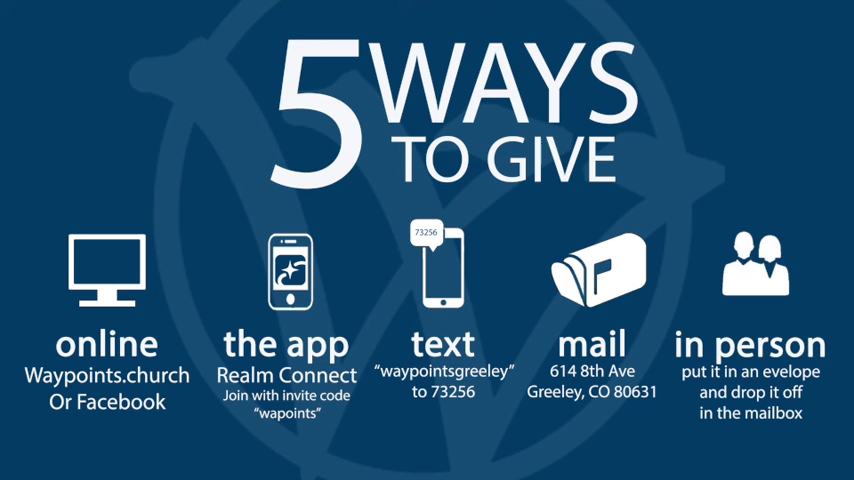 5 WAYS
TO GIVE
73256
online
Waypoints.church
Or Facebook
the app
Realm Connect
Join with invite code
“wapoints”
text
“waypointsgreeley”
to 73256
mail
614 8th Ave
Greeley, CO 80631
in person
put it in an evelope
and drop it off
in the mailbox